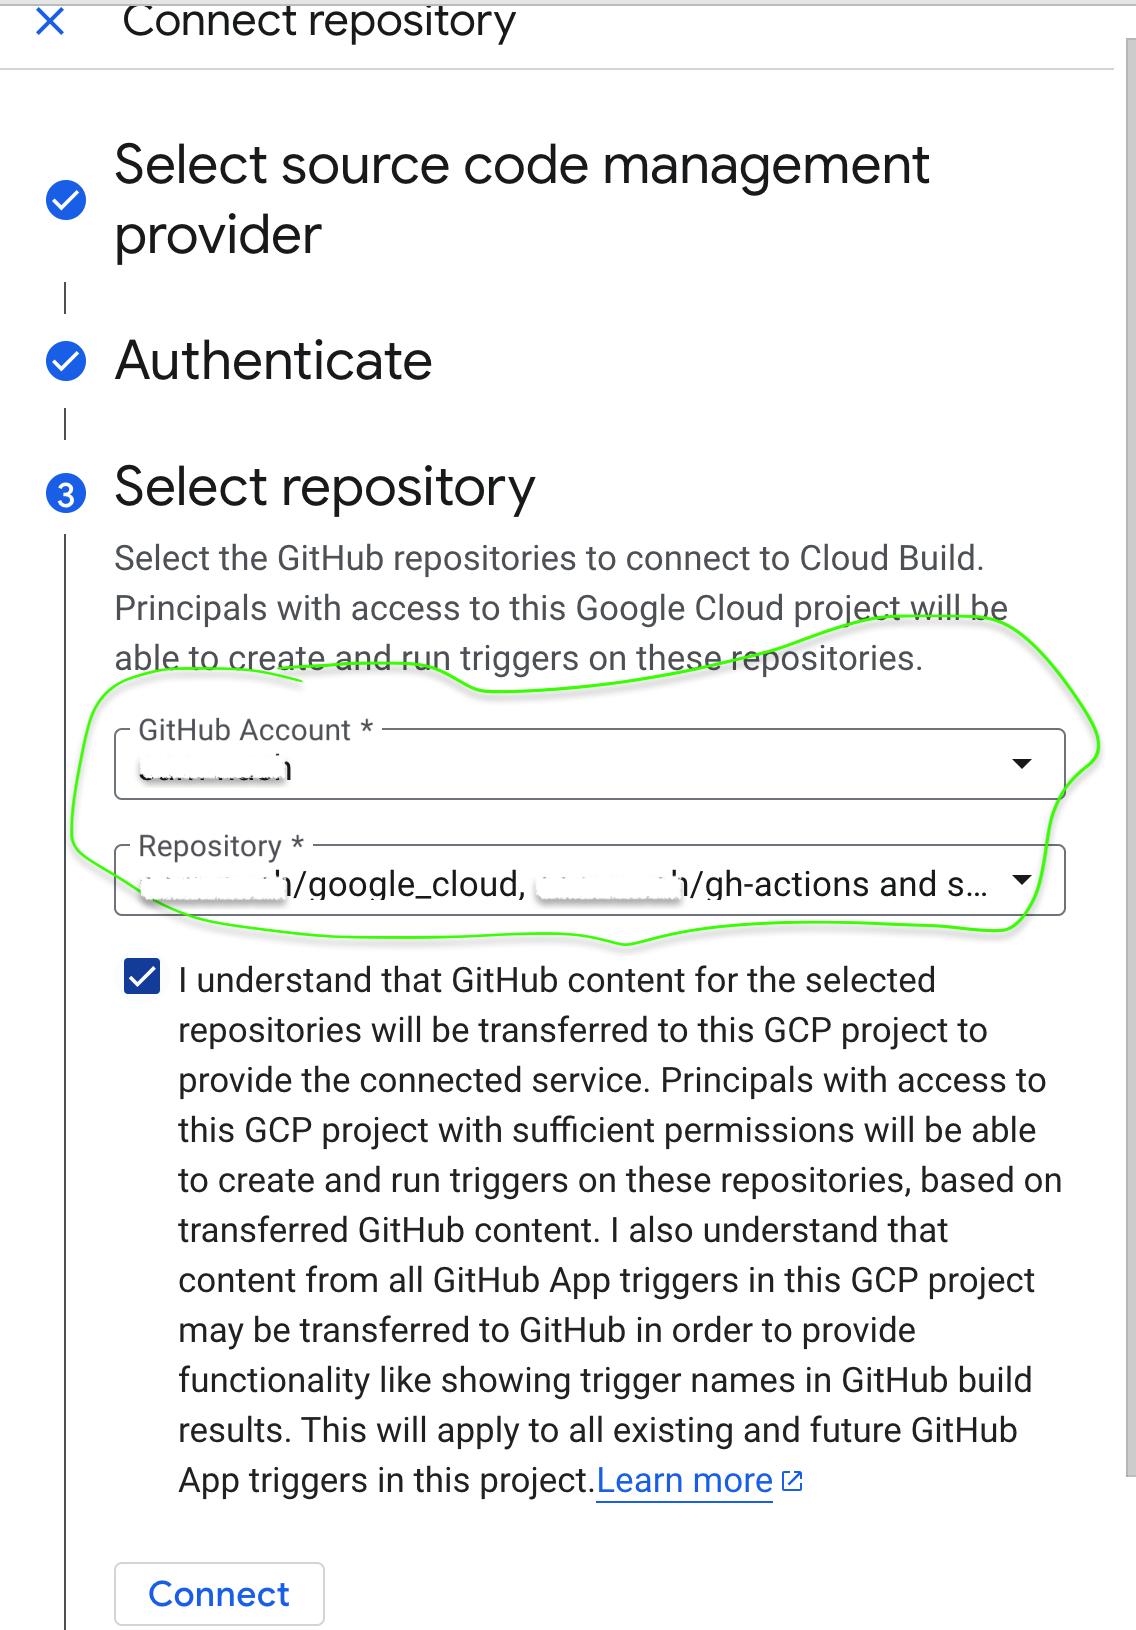 Connect repository
Select source code management
provider
Authenticate
3 Select repository
Select the GitHub repositories to connect to Cloud Build.
Principals with access to this Google Cloud project will be
able to create and run triggers on these repositories.
GitHub Account *
Repository *
/google_cloud, /gh-actions and s...
I understand that GitHub content for the selected
repositories will be transferred to this GCP project to
provide the connected service. Principals with access to
this GCP project with sufficient permissions will be able
to create and run triggers on these repositories, based on
transferred GitHub content. I also understand that
content from all GitHub App triggers in this GCP project
may be transferred to GitHub in order to provide
functionality like showing trigger names in GitHub build
results. This will apply to all existing and future GitHub
App triggers in this project.Learn more
Connect